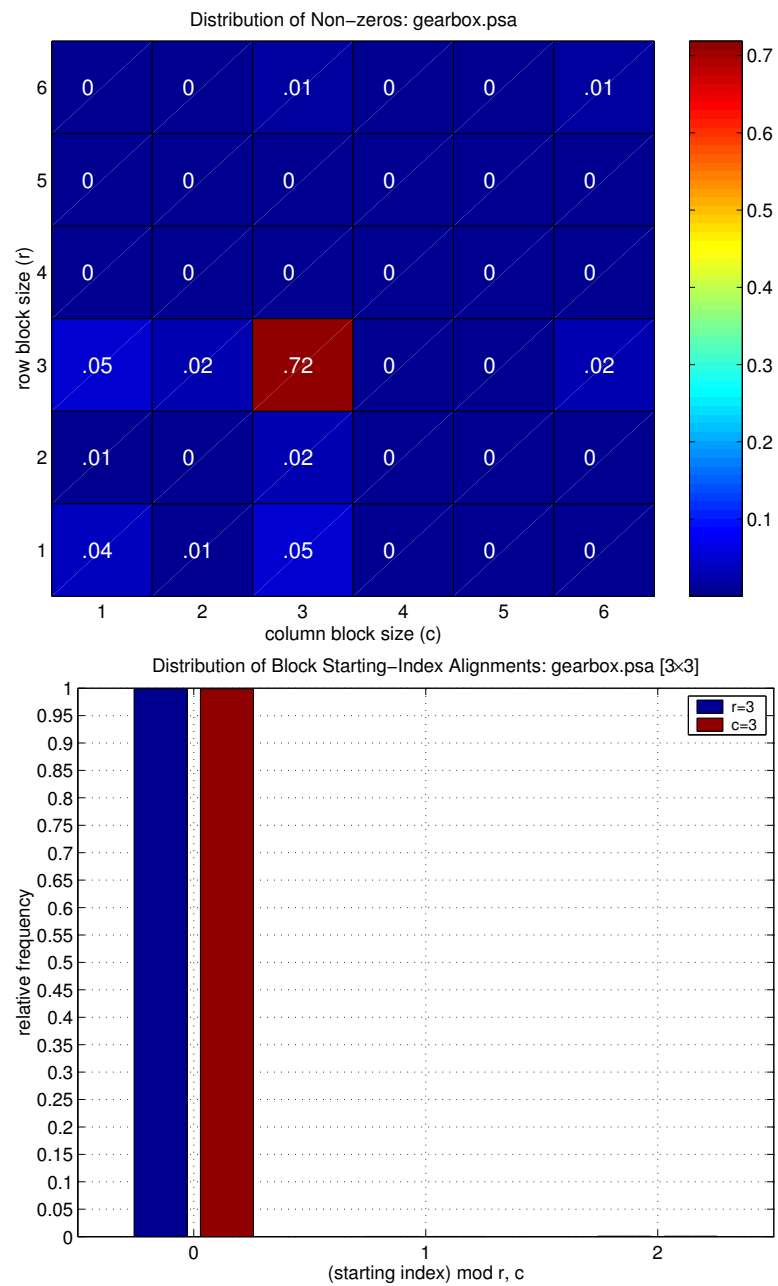 Distribution of Non-zeros: gearbox.psa
row block size (r)
6 0 0 .01 0 0 .01
5 0 0 0 0 0 0
4 0 0 0 0 0 0
3 .05 .02 .72 0 0 .02
2 .01 0 .02 0 0 0
1 .04 .01 .05 0 0 0
1 2 3 4 5 6
column block size (c)
0.7
0.6
0.5
0.4
0.3
0.2
0.1
Distribution of Block Starting-Index Alignments: gearbox.psa [3×3]
relative frequency
1
0.95
0.9
0.85
0.8
0.75
0.7
0.65
0.6
0.55
0.5
0.45
0.4
0.35
0.3
0.25
0.2
0.15
0.1
0.05
0
r=3
c=3
0 1 2
(starting index) mod r, c